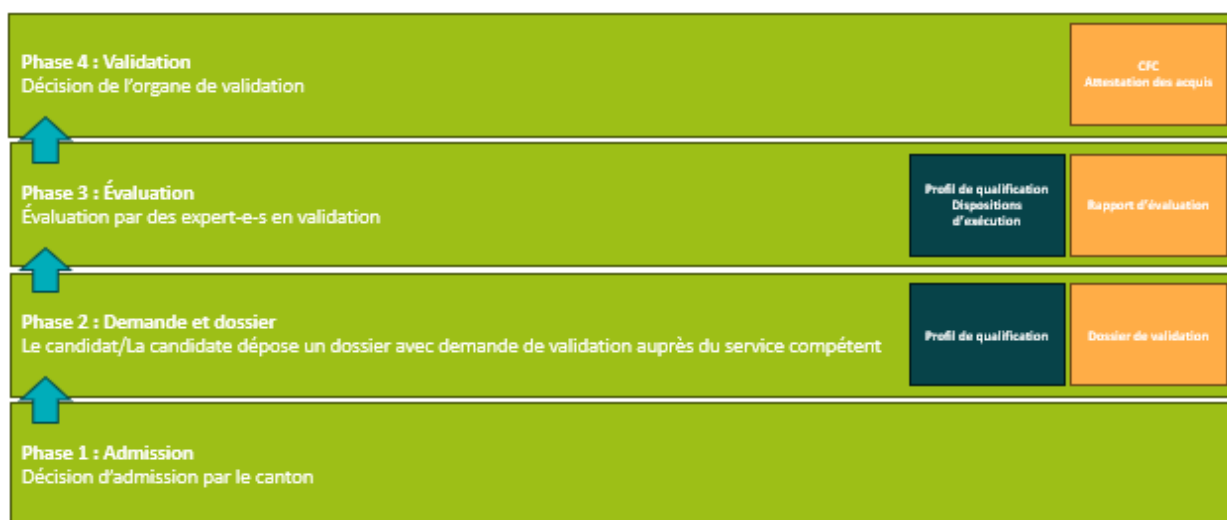 Phase 4 : Validation
Décision de l'organe de validation
CFC
Attestation des acquis
Phase 3 : Évaluation
Évaluation par des expert-e-s en validation
Profil de qualification
Dispositions
d'exécution
Rapport d'évaluation
Phase 2 : Demande et dossier
Le candidat/La candidate dépose un dossier avec demande de validation auprès du service compétent
Profil de qualification
Dossier de validation
Phase 1 : Admission
Décision d'admission par le canton